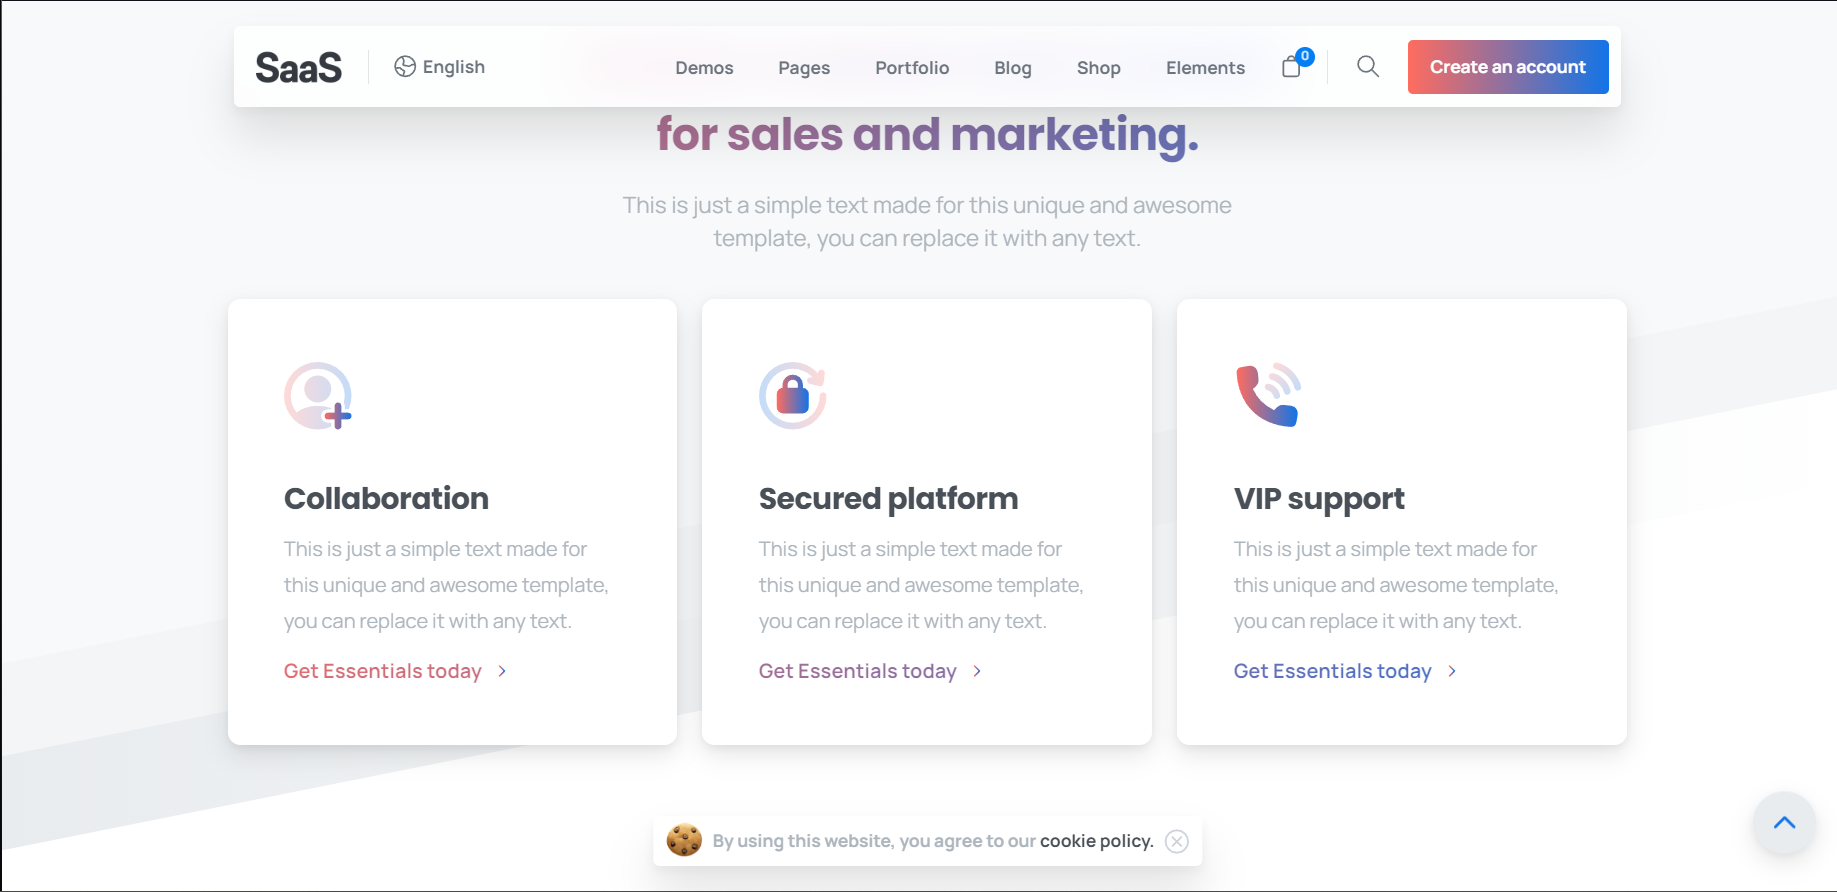 SaaS
English
Demos
Pages
Portfolio
Blog
Shop
Elements
0
Create an account
for sales and marketing.
This is just a simple text made for this unique and awesome
template, you can replace it with any text.
Collaboration
This is just a simple text made for
this unique and awesome template,
you can replace it with any text.
Get Essentials today
Secured platform
This is just a simple text made for
this unique and awesome template,
you can replace it with any text.
Get Essentials today
VIP support
This is just a simple text made for
this unique and awesome template,
you can replace it with any text.
Get Essentials today
By using this website, you agree to our cookie policy.